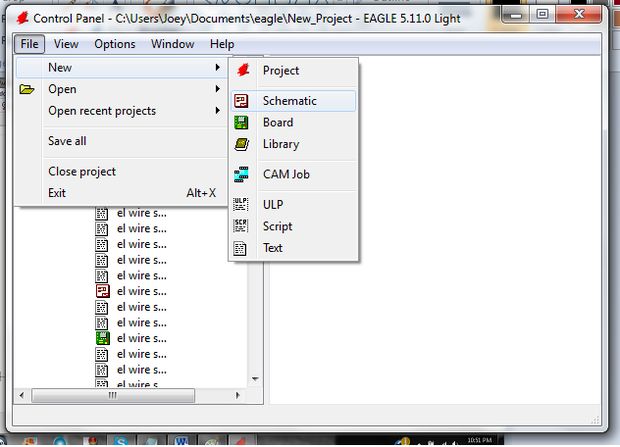 Control Panel - C:\Users\Joey\Documents\eagle\New_Project - EAGLE 5.11.0 Light
File View Options Window Help
New
Open
Open recent projects
Save all
Close project
Exit Alt+X
Project
Schematic
Board
Library
CAM Job
ULP ULP
SCR Script
Text
el wire s...
el wire s...
el wire s...
el wire s...
el wire s...
el wire s...
el wire s...
el wire s...
el wire s...
el wire s...
el wire s...
el wire s
10:51 PM